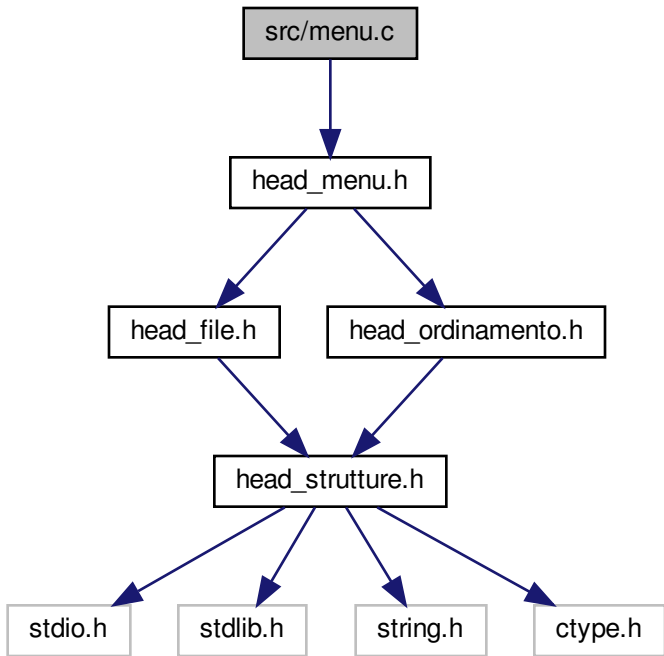 src/menu.c
head_menu.h
head_file.h
head_ordinamento.h
head_strutture.h
stdio.h
stdlib.h
string.h
ctype.h